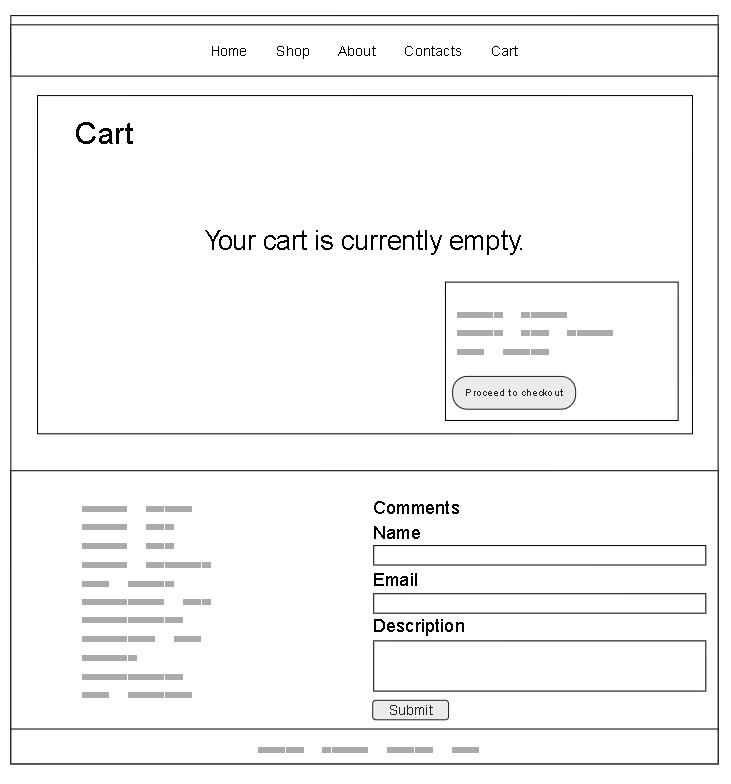 Home Shop About Contacts Cart
Cart
Your cart is currently empty.
Proceed to checkout
Comments
Name
Email
Description
Submit